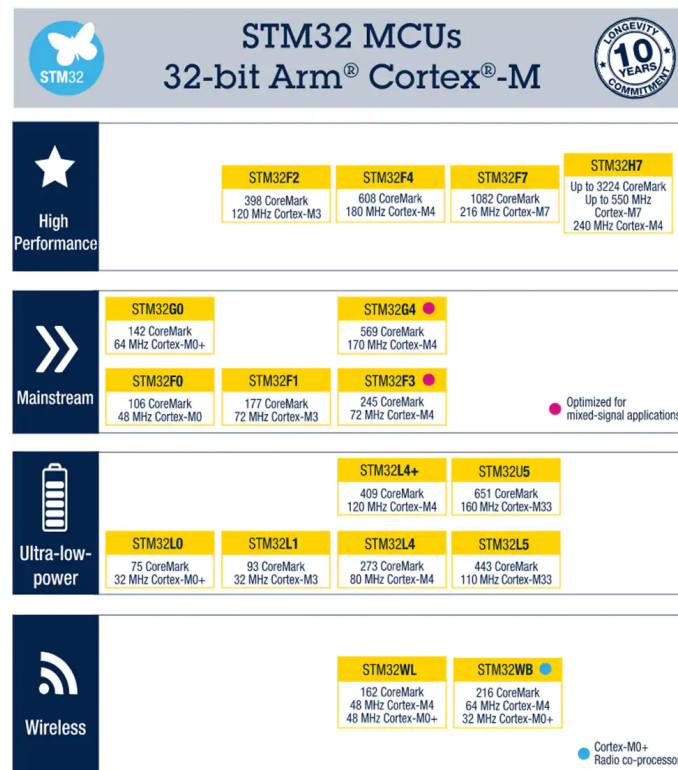 STM32 MCUs
32-bit Arm® Cortex®-M
STM32
LONGEVITY
10
YEARS
COMMITMENT
High
Performance
STM32F2
398 CoreMark
120 MHz Cortex-M3
STM32F4
608 CoreMark
180 MHz Cortex-M4
STM32F7
1082 CoreMark
216 MHz Cortex-M7
STM32H7
Up to 3224 CoreMark
Up to 550 MHz
Cortex-M7
240 MHz Cortex-M4
Mainstream
STM32G0
142 CoreMark
64 MHz Cortex-M0+
STM32G4
569 CoreMark
170 MHz Cortex-M4
STM32F0
106 CoreMark
48 MHz Cortex-M0
STM32F1
177 CoreMark
72 MHz Cortex-M3
STM32F3
245 CoreMark
72 MHz Cortex-M4
Optimized for
mixed-signal applications
Ultra-low-
power
STM32L4+
409 CoreMark
120 MHz Cortex-M4
STM32U5
651 CoreMark
160 MHz Cortex-M33
STM32L0
75 CoreMark
32 MHz Cortex-M0+
STM32L1
93 CoreMark
32 MHz Cortex-M3
STM32L4
273 CoreMark
80 MHz Cortex-M4
STM32L5
443 CoreMark
110 MHz Cortex-M33
Wireless
STM32WL
162 CoreMark
48 MHz Cortex-M4
48 MHz Cortex-M0+
STM32WB
216 CoreMark
64 MHz Cortex-M4
32 MHz Cortex-M0+
Cortex-M0+
Radio co-processor